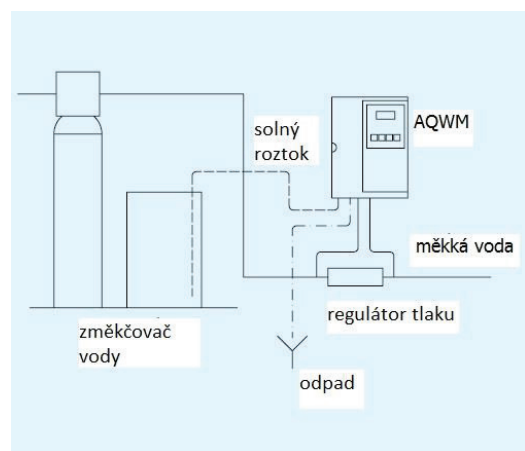 solný
roztok
AQWM
měkká voda
regulátor tlaku
změkčovač
vody
odpad